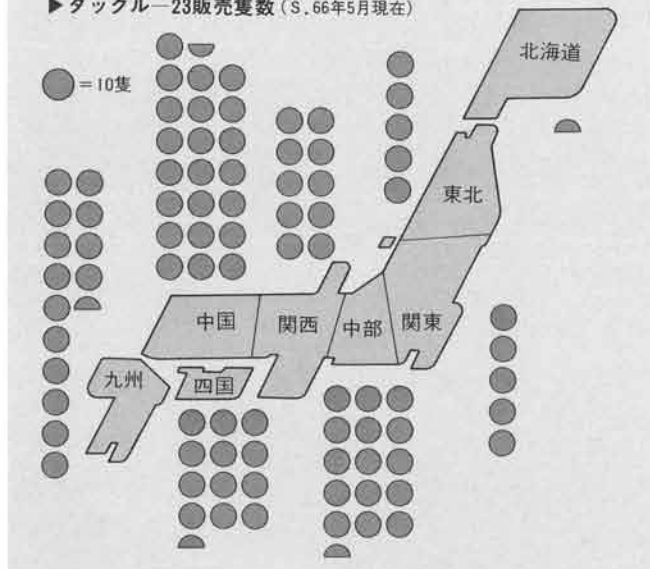 ▶タックル—23販売隻数(S.66年5月現在)
=10隻
北海道
東北
関東
中部
関西
中国
四国
九州